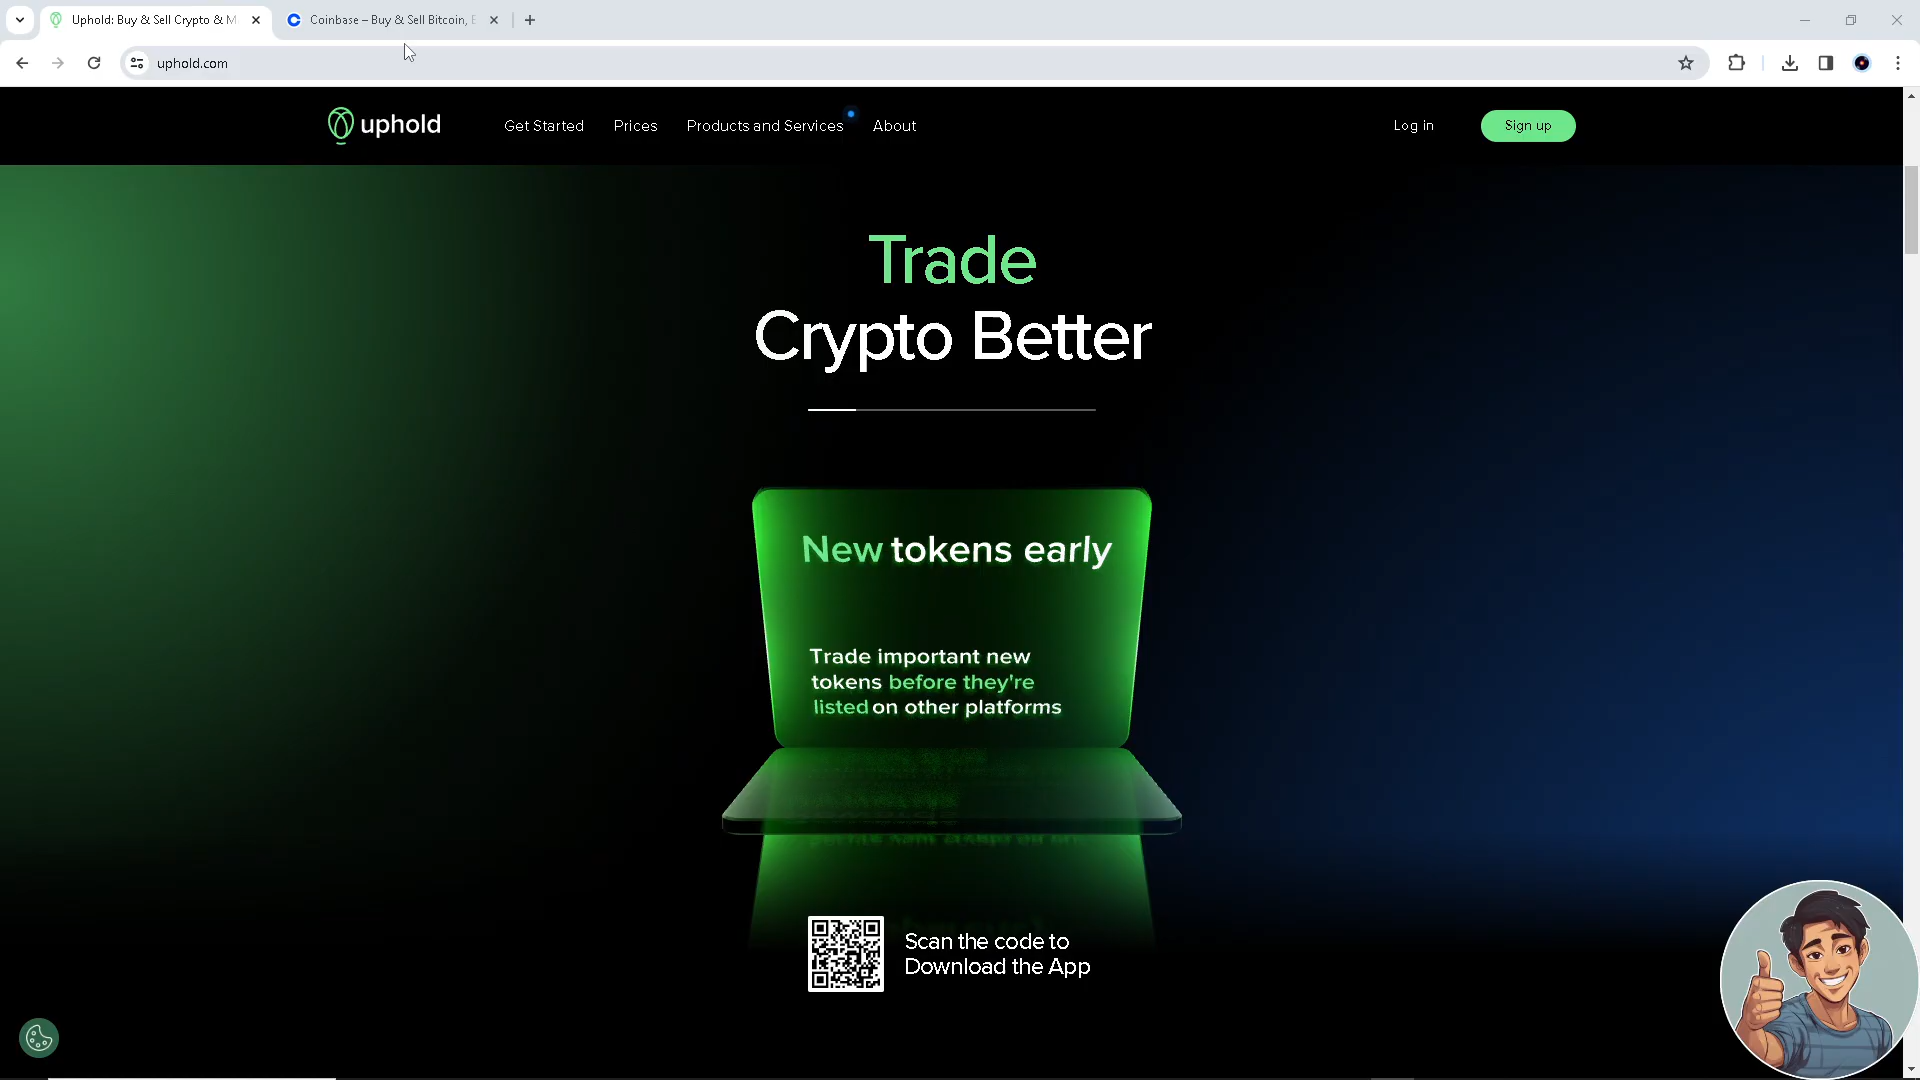 Uphold: Buy & Sell Crypto & M
Coinbase – Buy & Sell Bitcoin, E
uphold.com
uphold
Get Started
Prices
Products and Services
About
Log in
Sign up
Trade
Crypto Better
New tokens early
Trade important new
tokens before they're
listed on other platforms
Scan the code to
Download the App